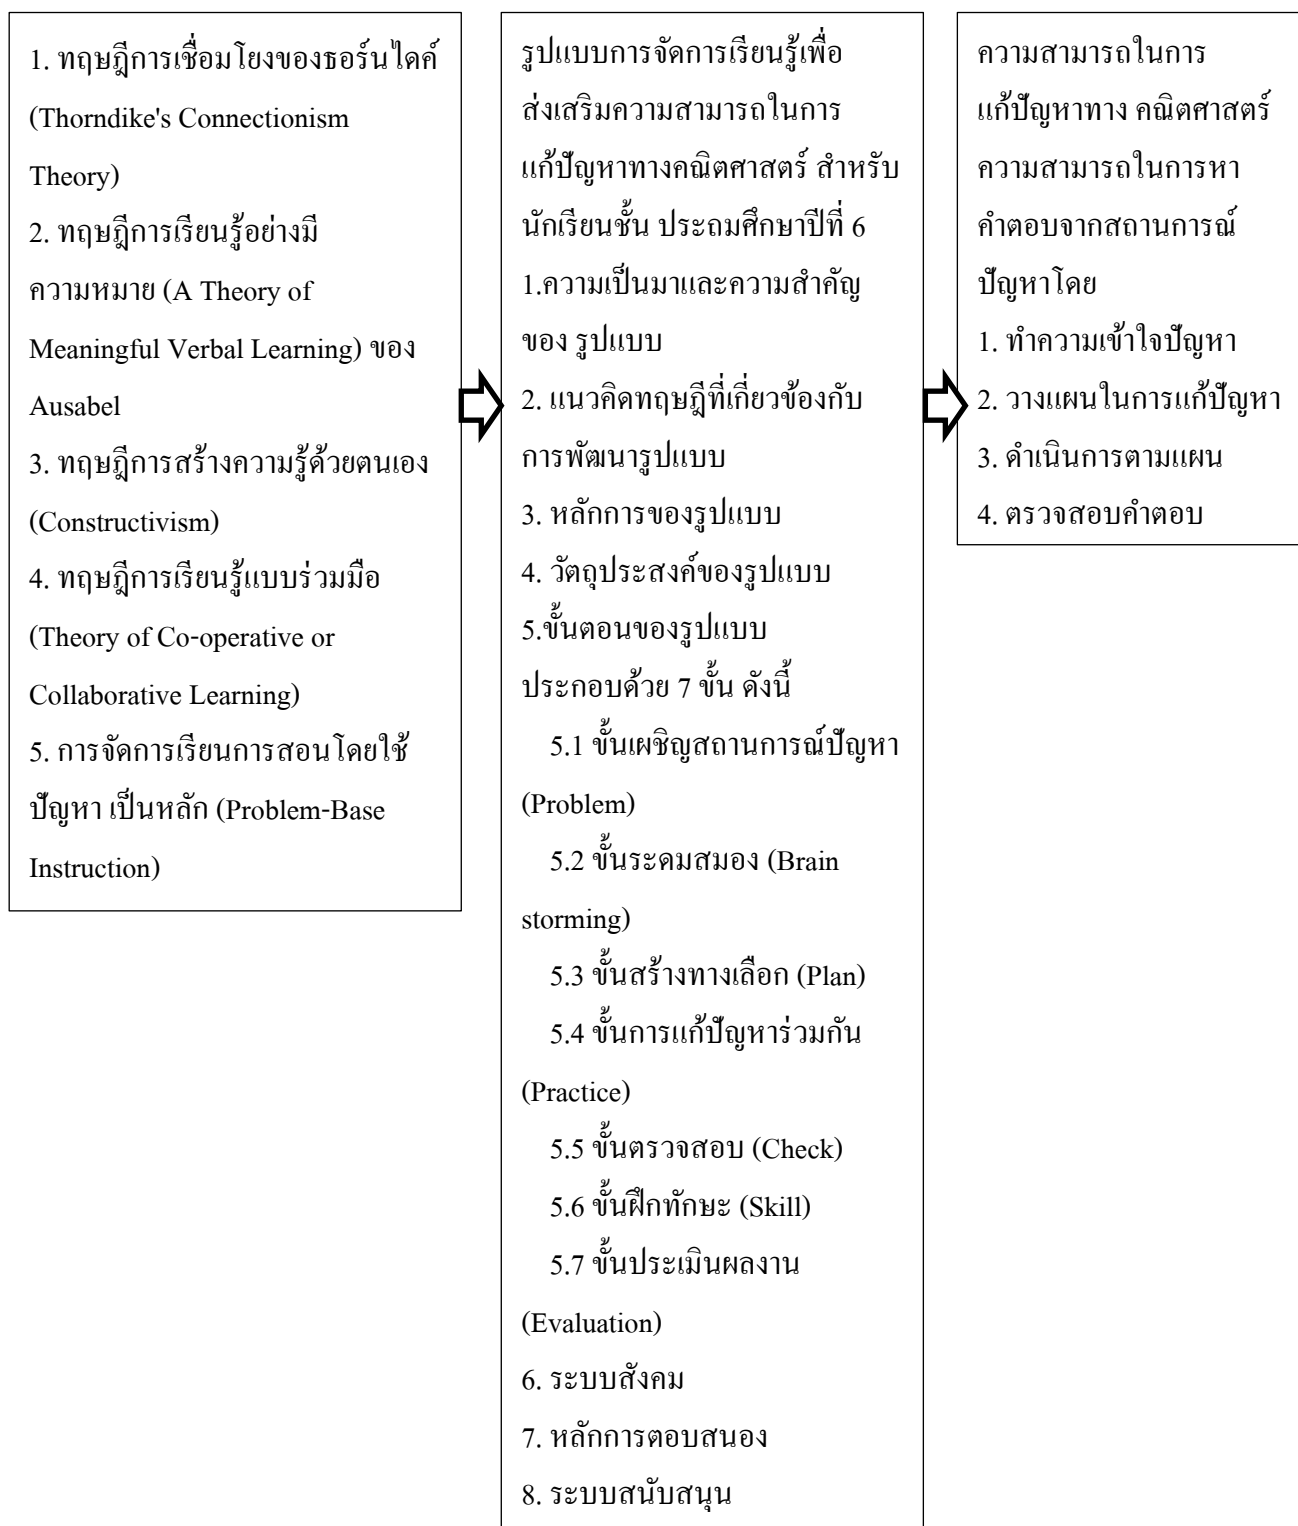 1. ทฤษฎีการเชื่อมโยงของธอร์นไดค์
(Thorndike's Connectionism
Theory)
2. ทฤษฎีการเรียนรู้อย่างมี
ความหมาย (A Theory of
Meaningful Verbal Learning) ของ
Ausabel
3. ทฤษฎีการสร้างความรู้ด้วยตนเอง
(Constructivism)
4. ทฤษฎีการเรียนรู้แบบร่วมมือ
(Theory of Co-operative or
Collaborative Learning)
5. การจัดการเรียนการสอนโดยใช้
ปัญหา เป็นหลัก (Problem-Base
Instruction)
รูปแบบการจัดการเรียนรู้เพื่อ
ส่งเสริมความสามารถในการ
แก้ปัญหาทางคณิตศาสตร์ สำหรับ
นักเรียนชั้น ประถมศึกษาปีที่ 6
1.ความเป็นมาและความสำคัญ
ของ รูปแบบ
2. แนวคิดทฤษฎีที่เกี่ยวข้องกับ
การพัฒนารูปแบบ
3. หลักการของรูปแบบ
4. วัตถุประสงค์ของรูปแบบ
5.ขั้นตอนของรูปแบบ
ประกอบด้วย 7 ขั้น ดังนี้
5.1 ขั้นเผชิญสถานการณ์ปัญหา
(Problem)
5.2 ขั้นระดมสมอง (Brain
storming)
5.3 ขั้นสร้างทางเลือก (Plan)
5.4 ขั้นการแก้ปัญหาร่วมกัน
(Practice)
5.5 ขั้นตรวจสอบ (Check)
5.6 ขั้นฝึกทักษะ (Skill)
5.7 ขั้นประเมินผลงาน
(Evaluation)
6. ระบบสังคม
7. หลักการตอบสนอง
8. ระบบสนับสนุน
ความสามารถในการ
แก้ปัญหาทาง คณิตศาสตร์
ความสามารถในการหา
คำตอบจากสถานการณ์
ปัญหาโดย
1. ทำความเข้าใจปัญหา
2. วางแผนในการแก้ปัญหา
3. ดำเนินการตามแผน
4. ตรวจสอบคำตอบ